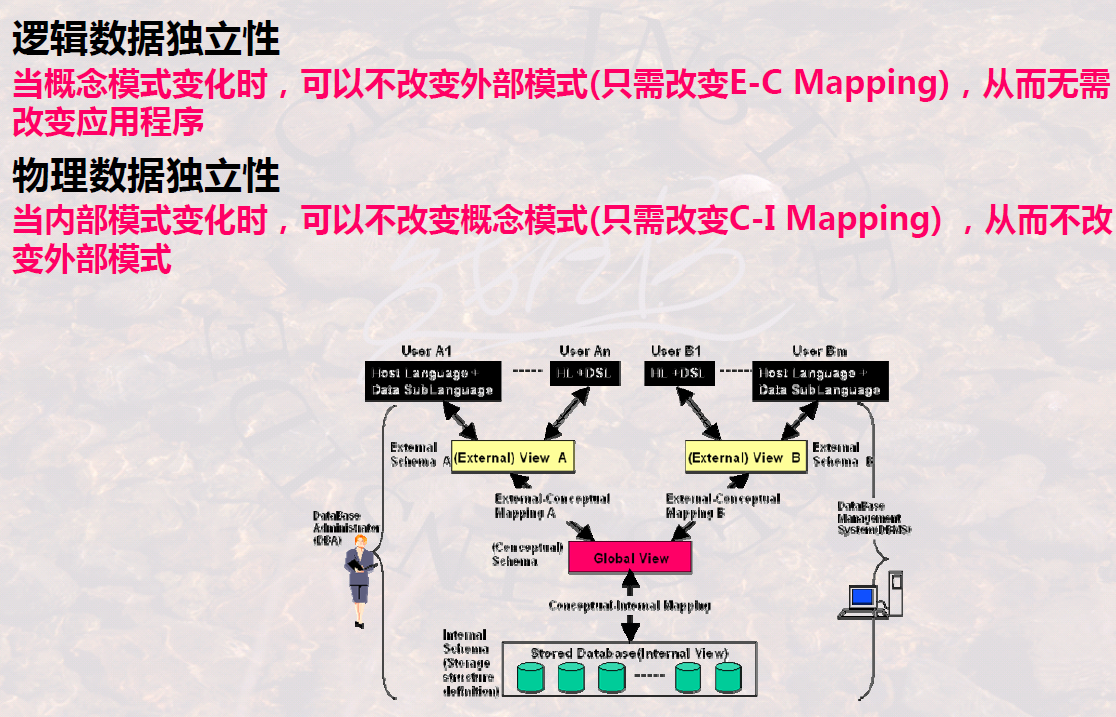 逻辑数据独立性
当概念模式变化时，可以不改变外部模式(只需改变E-C Mapping)，从而无需
改变应用程序
物理数据独立性
当内部模式变化时，可以不改变概念模式(只需改变C-I Mapping) ，从而不改
变外部模式
User A1
User An
User B1
User Bm
Host Language +
Data SubLanguage
-----
HL +DSL
HL +DSL
-----
Host Language +
Data SubLanguage
External
Schema A
(External) View A
(External) View B
External
Schema B
External-Conceptual
Mapping A
External-Conceptual
Mapping B
DataBase
Administrator
(DBA)
DataBase
Management
System(DBMS)
(Conceptual)
Schema
Global View
Conceptual-Internal Mapping
Internal
Schema
(Storage
structure
definition)
Stored Database(Internal View)
-----